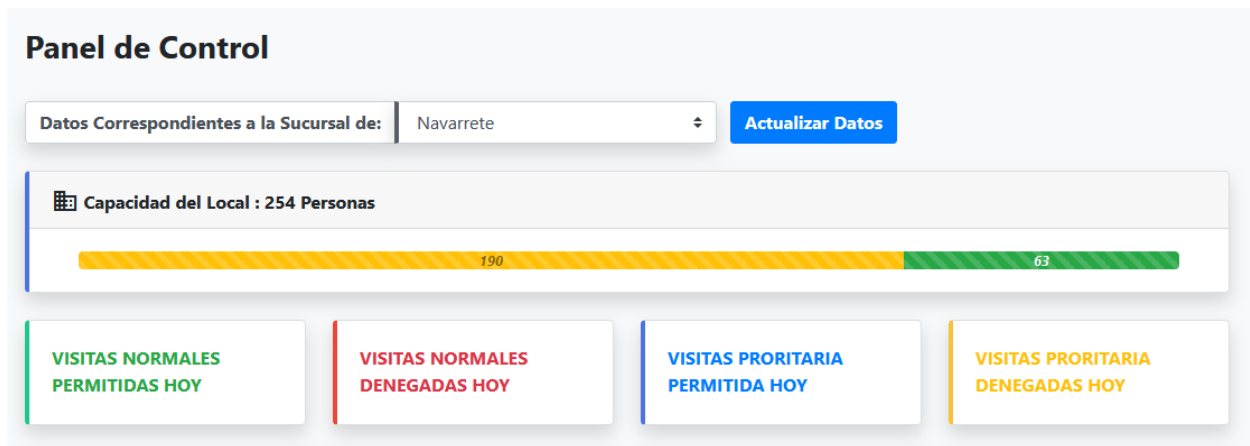 Panel de Control
Datos Correspondientes a la Sucursal de: Navarrete Actualizar Datos
Capacidad del Local : 254 Personas
190 63
VISITAS NORMALES PERMITIDAS HOY
VISITAS NORMALES DENEGADAS HOY
VISITAS PRORITARIA PERMITIDA HOY
VISITAS PRORITARIA DENEGADAS HOY